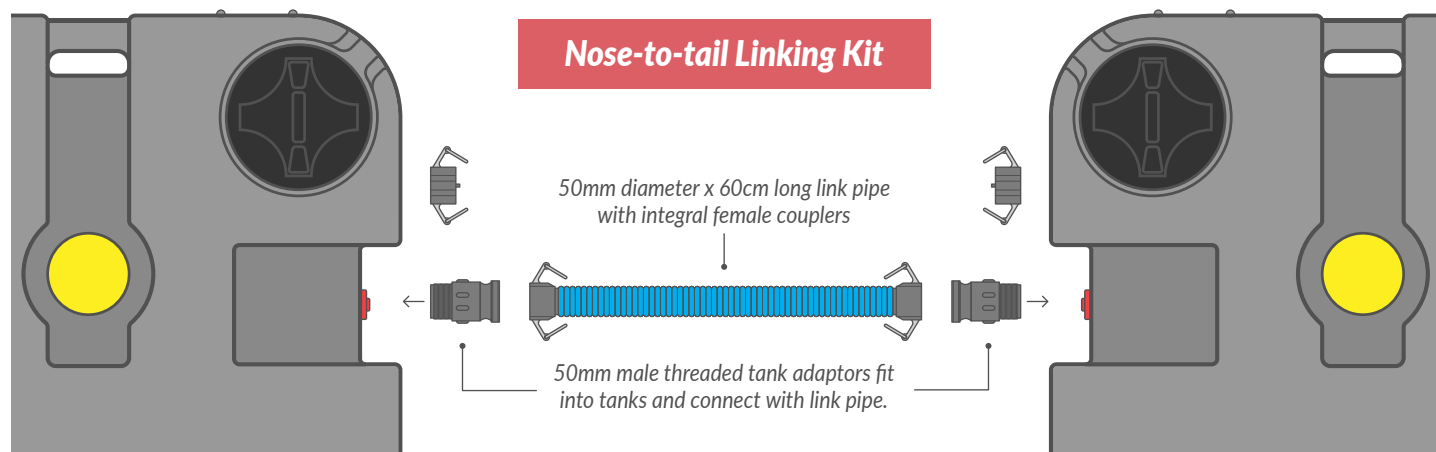 Nose-to-tail Linking Kit
50mm diameter x 60cm long link pipe
with integral female couplers
50mm male threaded tank adaptors fit
into tanks and connect with link pipe.